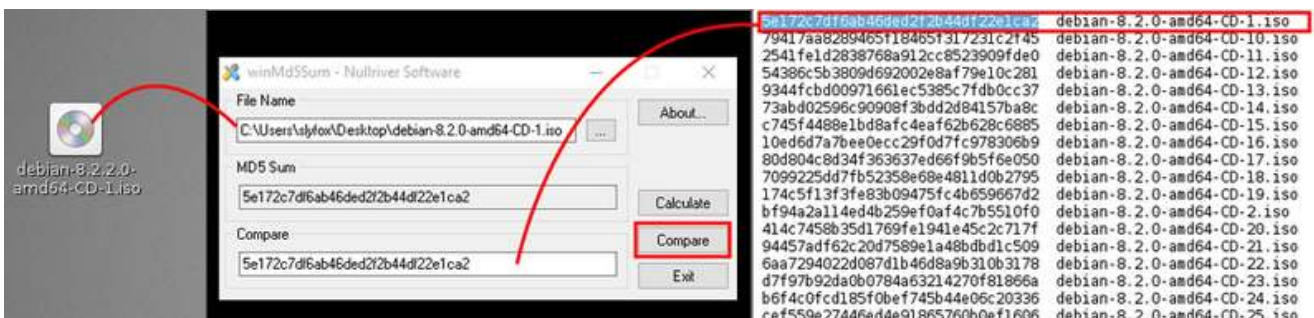 debian-8.2.2.0-
amd64-CD-1.iso
winMd5Sum - Nullriver Software
File Name
C:\Users\slyfox\Desktop\debian-8.2.0-amd64-CD-1.iso
...
About...
MD5 Sum
5e172c7df6ab46ded2f2b44df22e1ca2
Calculate
Compare
5e172c7df6ab46ded2f2b44df22e1ca2
Compare
Exit
5e172c7df6ab46ded2f2b44df22e1ca2 debian-8.2.0-amd64-CD-1.iso
79417aa8289465f18465f317231c2f45 debian-8.2.0-amd64-CD-10.iso
2541fe1d2838768a912cc8523909fde0 debian-8.2.0-amd64-CD-11.iso
54386c5b3809d692002e8af79e10c281 debian-8.2.0-amd64-CD-12.iso
9344fcbd00971661ec5385c7fdb0cc37 debian-8.2.0-amd64-CD-13.iso
73abd02596c90908f3bdd2d84157ba8c debian-8.2.0-amd64-CD-14.iso
c745f4488e1bd8afc4eaf62b628c6885 debian-8.2.0-amd64-CD-15.iso
10ed6d7a7bee0ecc29f0d7fc978306b9 debian-8.2.0-amd64-CD-16.iso
80d804c8d34f363637ed66f9b5f6e050 debian-8.2.0-amd64-CD-17.iso
7099225dd7fb52358e68e4811d0b2795 debian-8.2.0-amd64-CD-18.iso
174c5f13f3fe83b09475fc4b659667d2 debian-8.2.0-amd64-CD-19.iso
bf94a2a114ed4b259ef0af4c7b5510f0 debian-8.2.0-amd64-CD-2.iso
414c7458b35d1769fe1941e45c2c717f debian-8.2.0-amd64-CD-20.iso
94457adf62c20d7589e1a48bdbd1c509 debian-8.2.0-amd64-CD-21.iso
6aa7294022d087d1b46d8a9b310b3178 debian-8.2.0-amd64-CD-22.iso
d7f97b92da0b0784a63214270f81866a debian-8.2.0-amd64-CD-23.iso
b6f4c0fcd185f0bef745b44e06c20336 debian-8.2.0-amd64-CD-24.iso
cef559e27446ed4e91865760b0ef1606 debian-8.2.0-amd64-CD-25.iso